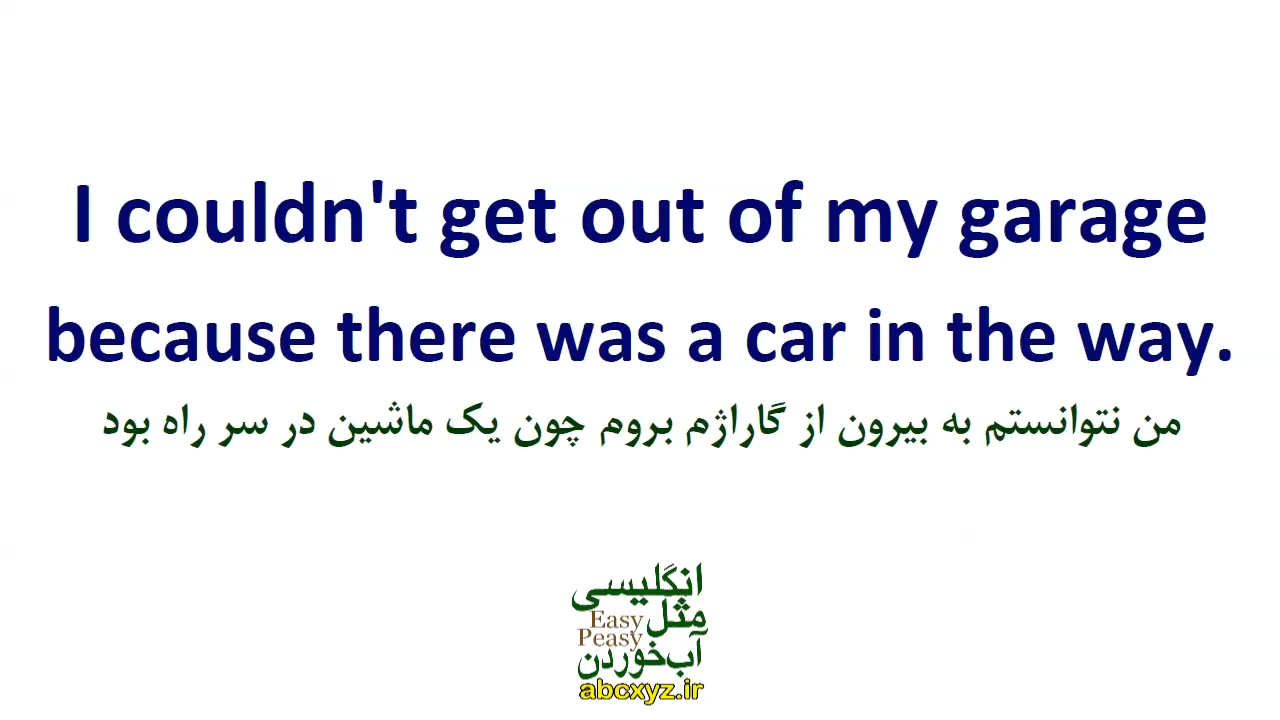 I couldn't get out of my garage
because there was a car in the way.
من نتوانستم به بیرون از گاراژم بروم چون یک ماشین در سر راه بود
انگلیسی
مثل
Easy
Peasy
آب‌خوردن
abcxyz.ir